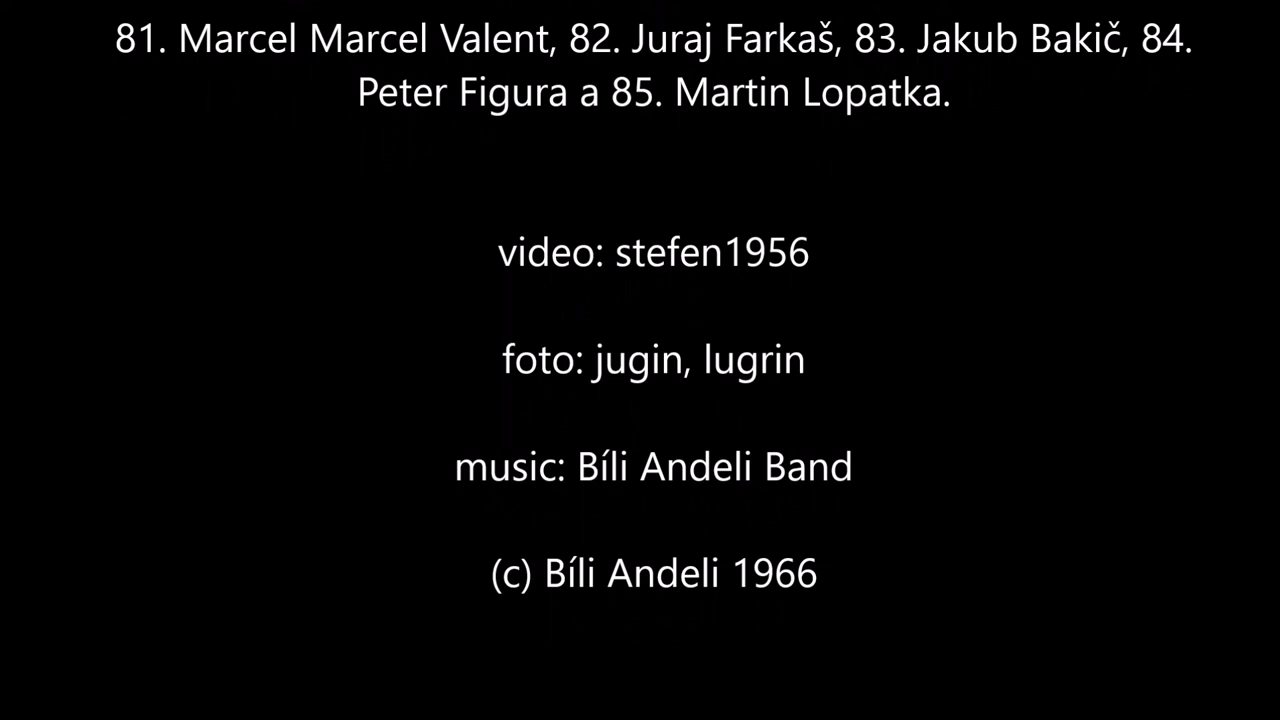 81. Marcel Marcel Valent, 82. Juraj Farkaš, 83. Jakub Bakič, 84.
Peter Figura a 85. Martin Lopatka.
video: stefen1956
foto: jugin, lugrin
music: Bíli Andeli Band
(c) Bíli Andeli 1966